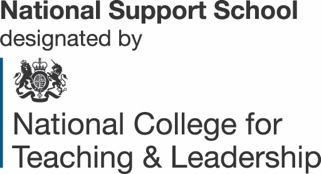 National Support School
designated by
National College for
Teaching & Leadership